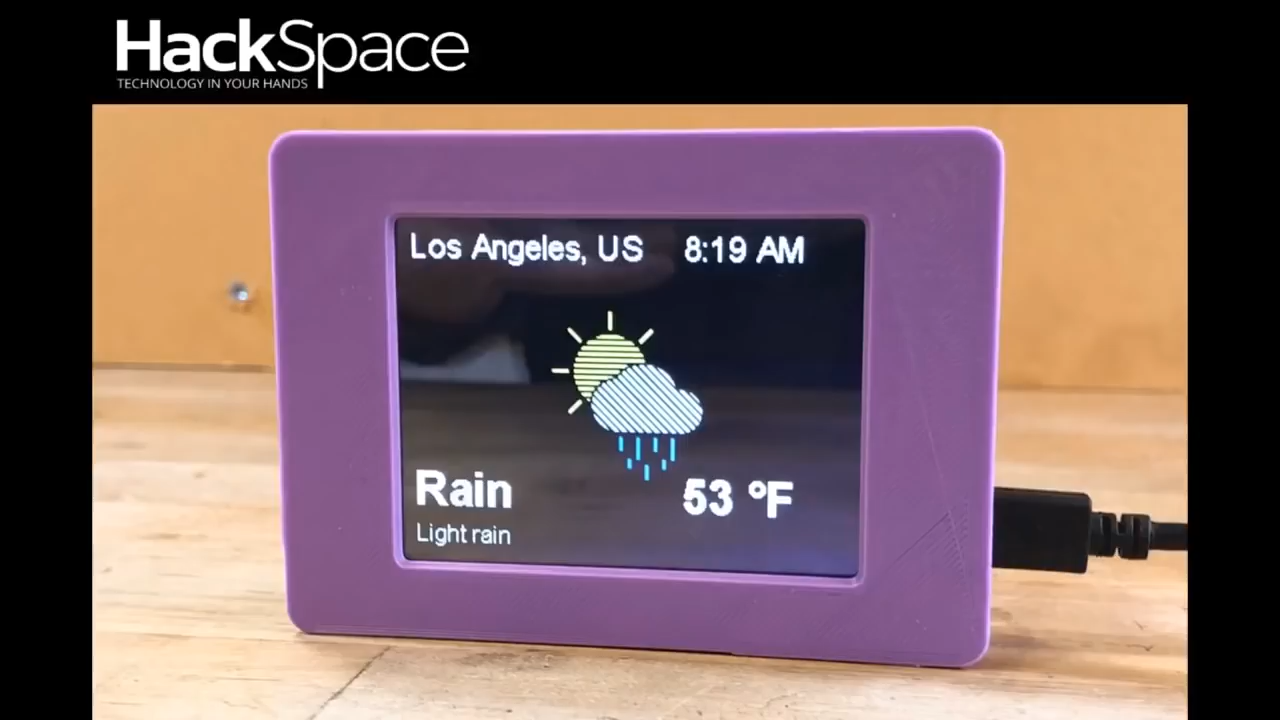 HackSpace
TECHNOLOGY IN YOUR HANDS
Los Angeles, US 8:19 AM
Rain 53 °F
Light rain